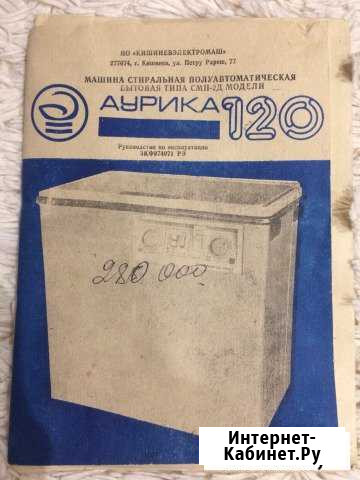 ПО «КИШИНЕВЭЛЕКТРОМАШ»
277074, г. Кишинев, ул. Петру Рареш, 77
МАШИНА СТИРАЛЬНАЯ ПОЛУАВТОМАТИЧЕСКАЯ
БЫТОВАЯ ТИПА СМП-2Д МОДЕЛИ
АУРИКА 120
Руководство по эксплуатации
280 000
Интернет-
Кабинет.Ру